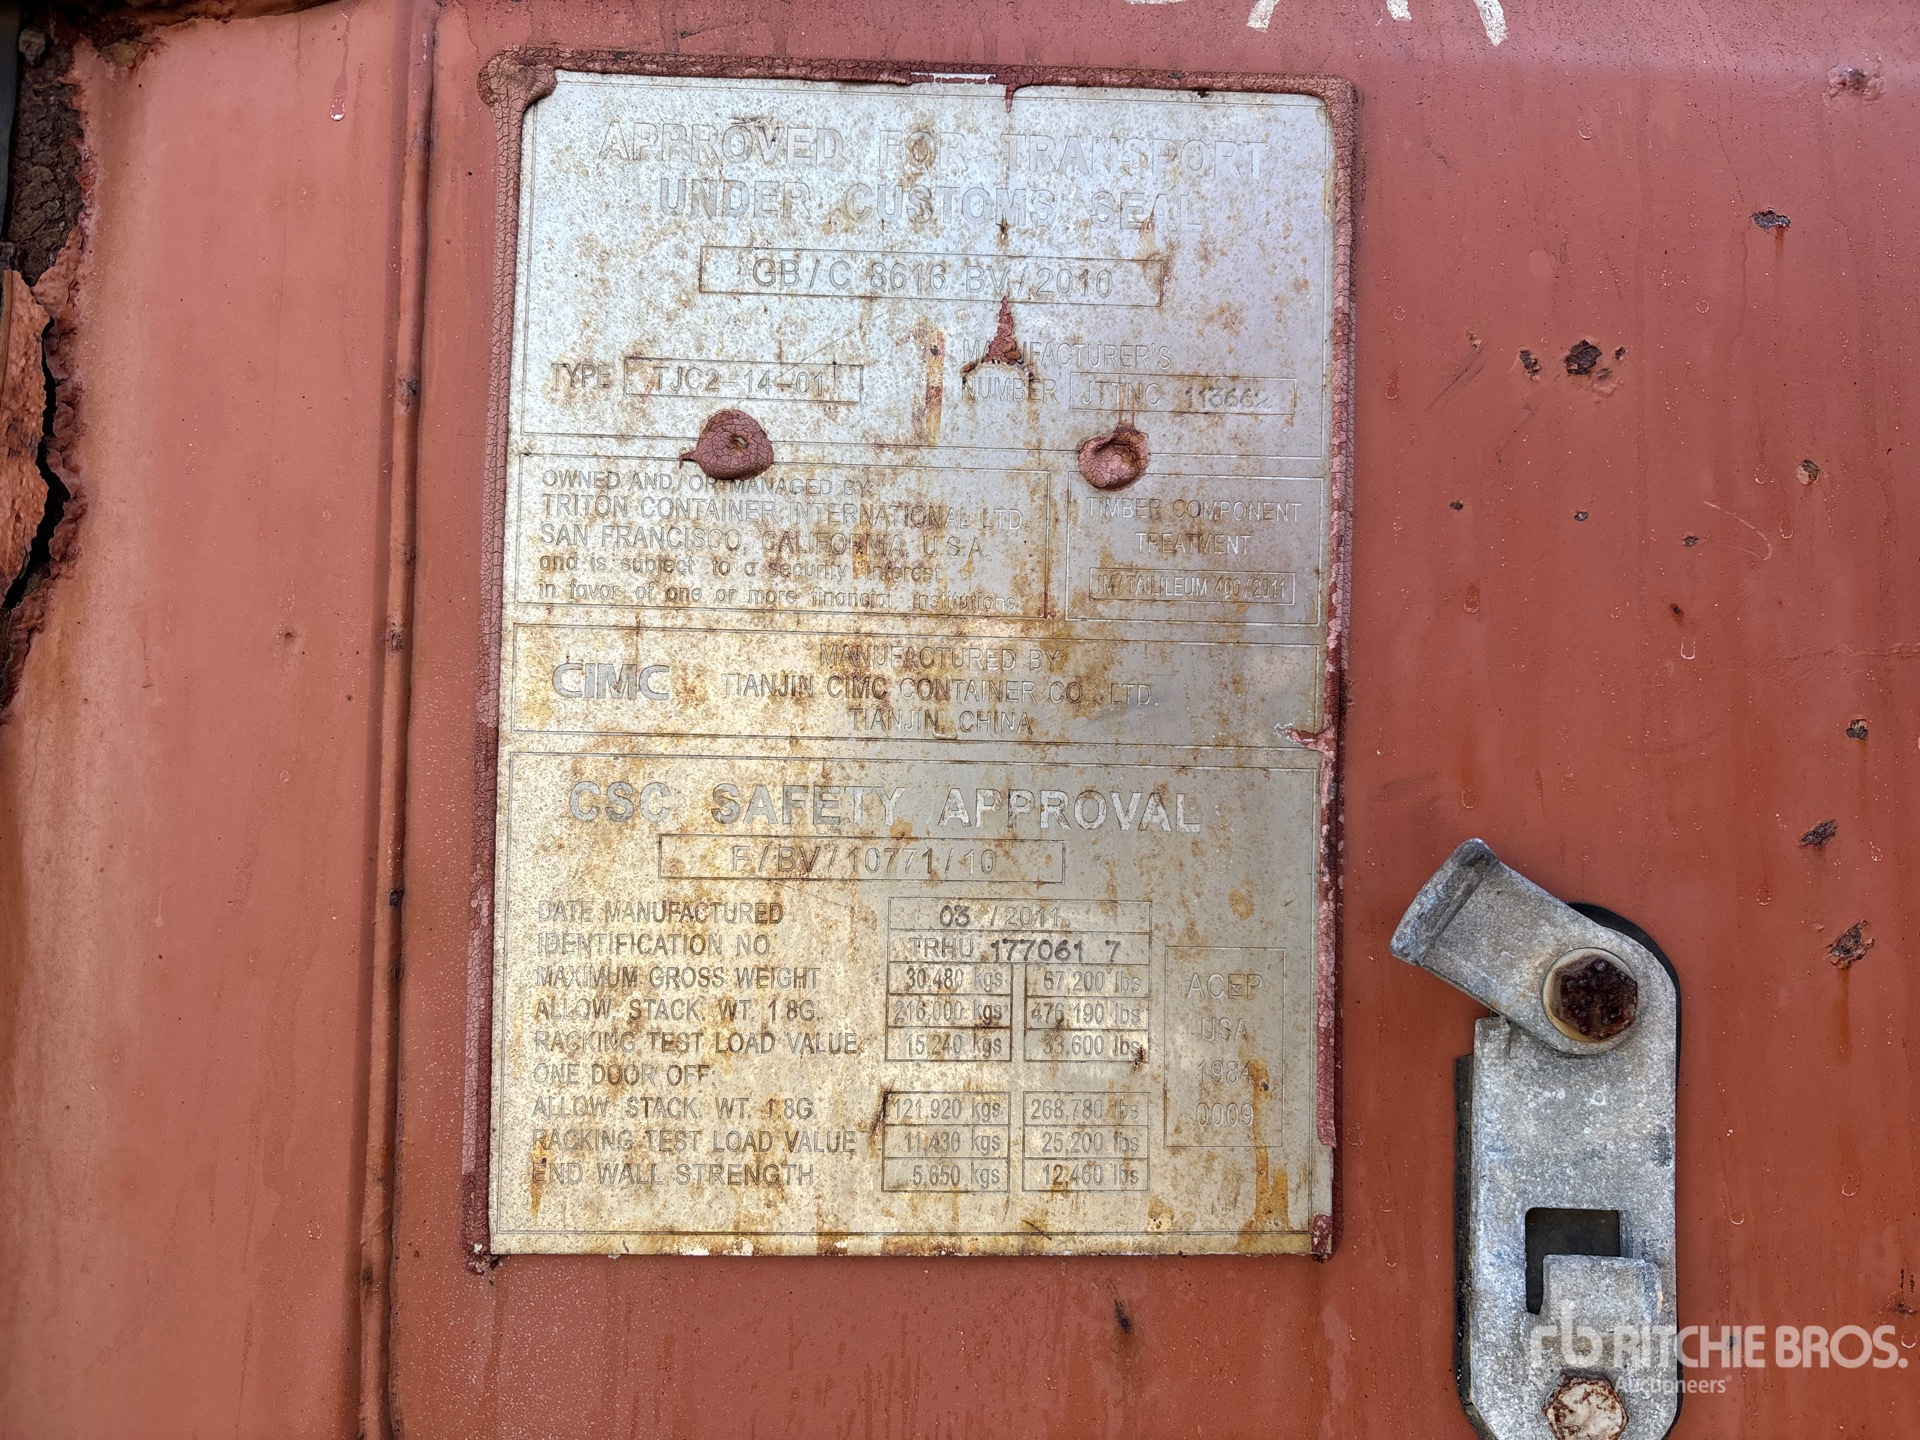 APPROVED FOR TRANSPORT
UNDER CUSTOMS SEAL
GB/C 8616 BV/2010
TYPE TJC2-14-01
MANUFACTURER'S
NUMBER JTTNC 113662
OWNED AND/OR MANAGED BY:
TRITON CONTAINER INTERNATIONAL LTD.
SAN FRANCISCO, CALIFORNIA, U.S.A.
and is subject to a security interest
in favor of one or more financial institutions
TIMBER COMPONENT
TREATMENT
IM/TAILILEUM 400/2011
CIMC
MANUFACTURED BY
TIANJIN CIMC CONTAINER CO., LTD.
TIANJIN, CHINA
CSC SAFETY APPROVAL
F/BV/10771/10
DATE MANUFACTURED 03/2011
IDENTIFICATION NO. TRHU 177061 7
MAXIMUM GROSS WEIGHT 30,480 kgs 67,200 lbs
ALLOW. STACK. WT. 1.8G. 216,000 kgs 476,190 lbs
RACKING TEST LOAD VALUE 15,240 kgs 33,600 lbs
ONE DOOR OFF:
ALLOW. STACK. WT. 1.8G. 121,920 kgs 268,780 lbs
RACKING TEST LOAD VALUE 11,430 kgs 25,200 lbs
END WALL STRENGTH 5,650 kgs 12,460 lbs
ACEP
USA
1984
0009
rb RITCHIE BROS.
Auctioneers